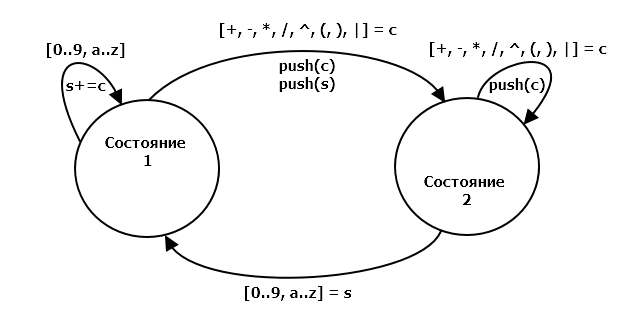 [+, -, *, /, ^, (, ), |] = c
[0..9, a..z]
[+, -, *, /, ^, (, ), |] = c
s+=c
push(c)
push(s)
push(c)
Состояние
1
Состояние
2
[0..9, a..z] = s